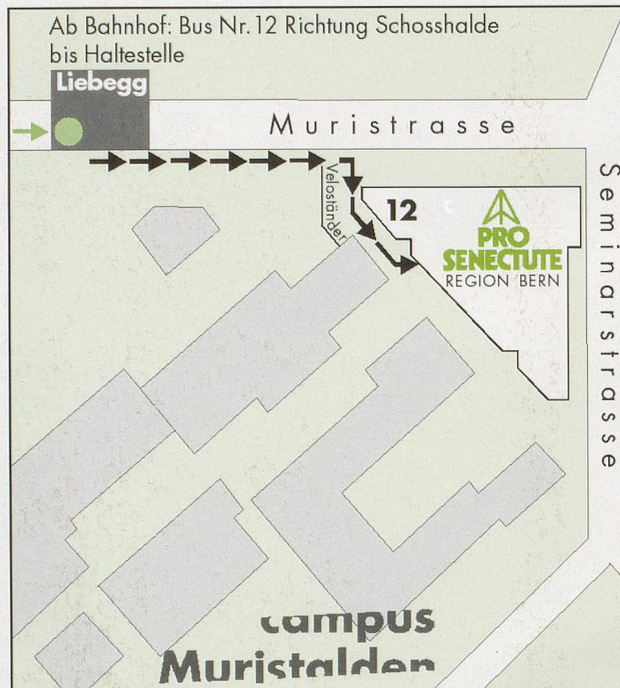 Ab Bahnhof: Bus Nr. 12 Richtung Schosshalde
bis Haltestelle
Liebegg
Muristrasse
Veloständer
12
PRO
SENECTUTE
REGION BERN
Seminarstrasse
campus
Muristalden